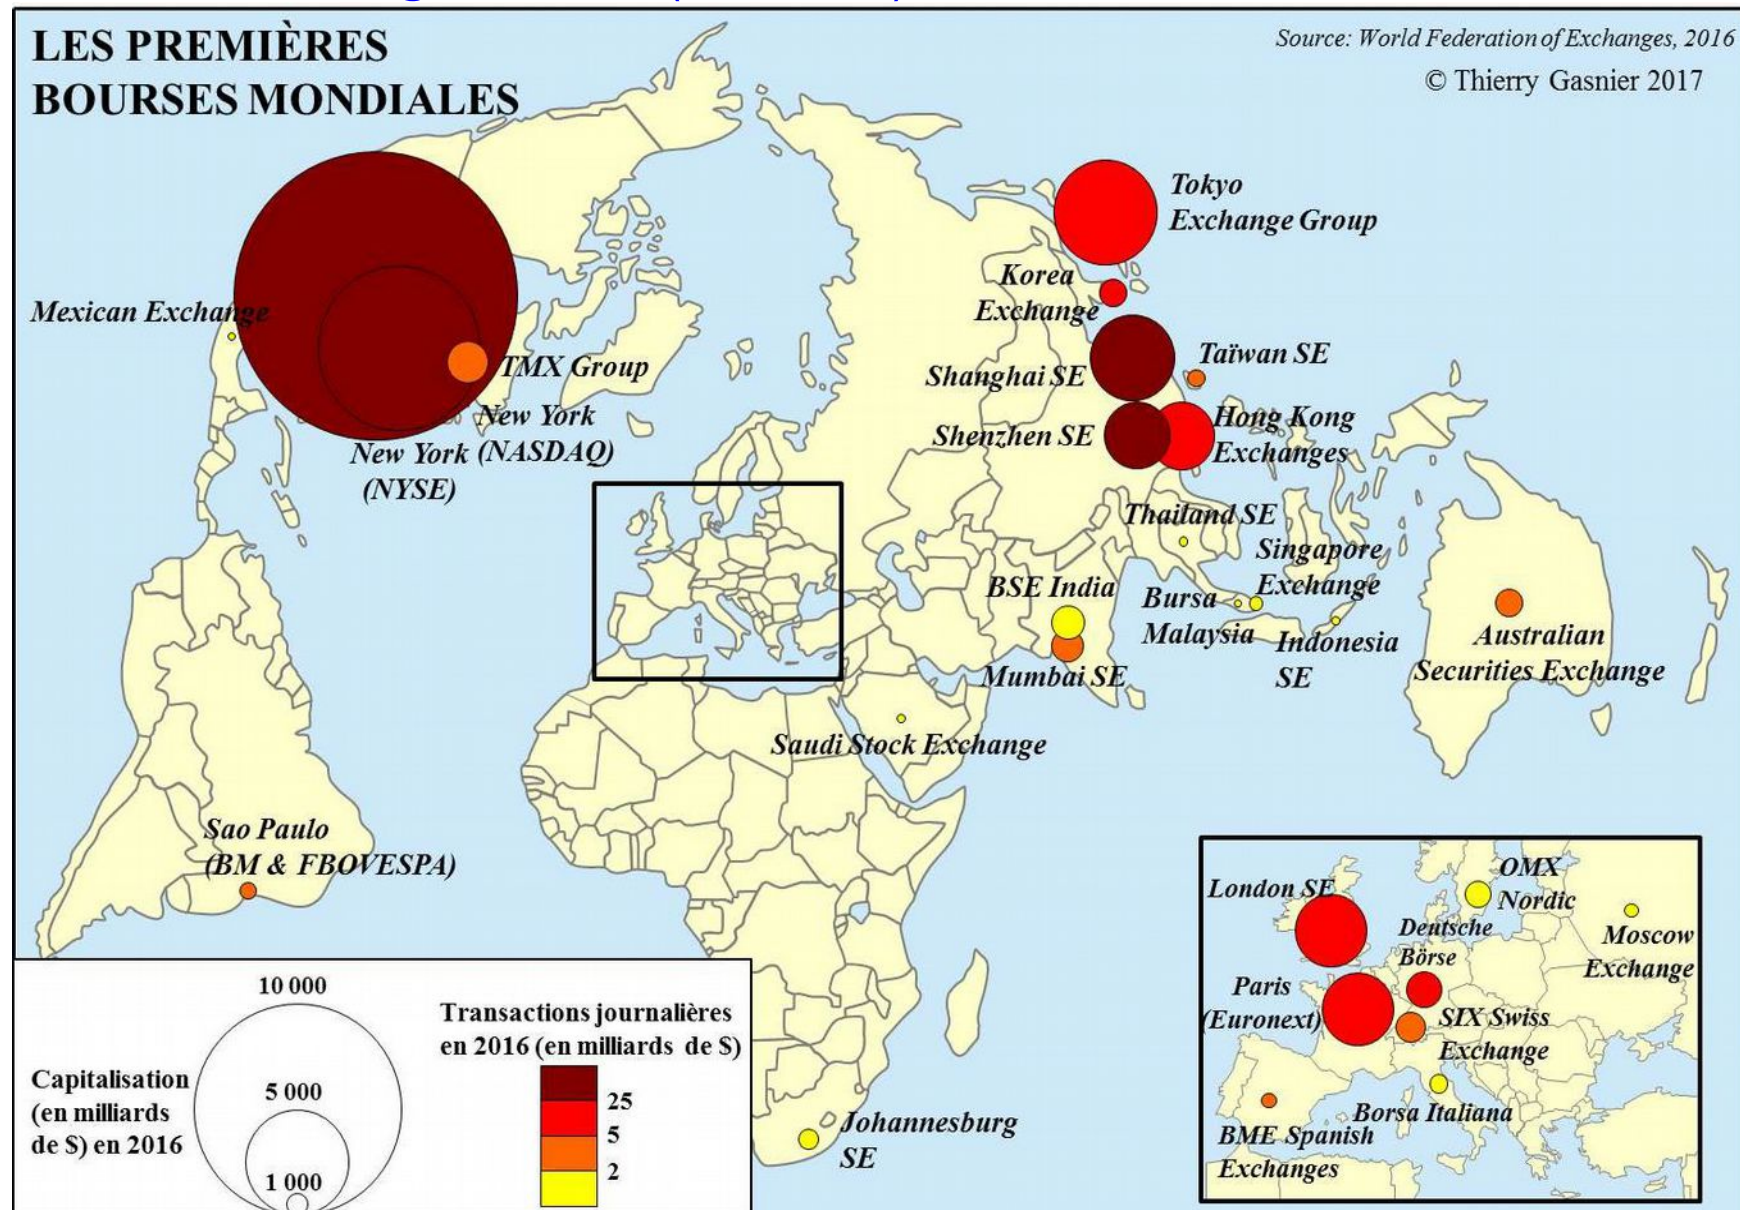 LES PREMIÈRES
BOURSES MONDIALES
Source: World Federation of Exchanges, 2016
© Thierry Gasnier 2017
Tokyo
Exchange Group
Korea
Exchange
Mexican Exchange
TMX Group
Taïwan SE
Shanghai SE
New York
(NASDAQ)
New York
(NYSE)
Shenzhen SE
Hong Kong
Exchanges
Thailand SE
Singapore
Exchange
BSE India
Bursa
Malaysia
Indonesia
SE
Mumbai SE
Australian
Securities Exchange
Saudi Stock Exchange
Sao Paulo
(BM & FBOVESPA)
Johannesburg
SE
London SE
OMX
Nordic
Deutsche
Börse
Moscow
Exchange
Paris
(Euronext)
SIX Swiss
Exchange
Borsa Italiana
BME Spanish
Exchanges
Capitalisation
(en milliards
de $) en 2016
10 000
5 000
1 000
Transactions journalières
en 2016 (en milliards de $)
25
5
2